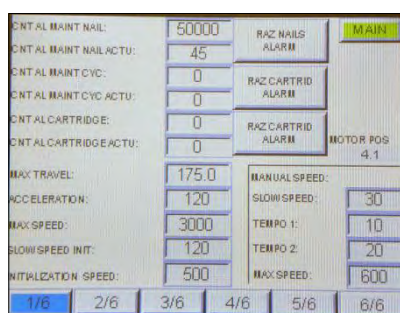 CNT AL MAINT NAIL: 50000 RAZ NAILS ALARM MAIN
CNT AL MAINT NAIL ACTU: 45
CNT AL MAINT CYC: 0 RAZ CARTRID ALARM
CNT AL MAINT CYC ACTU: 0
CNT AL CARTRIDGE: 0 RAZ CARTRID ALARM
CNT AL CARTRIDGE ACTU: 0 MOTOR POS
4.1
MAX TRAVEL: 175.0 MANUAL SPEED:
ACCELERATION: 120 SLOW SPEED: 30
MAX SPEED: 3000 TEMPO 1: 10
SLOW SPEED INIT: 120 TEMPO 2: 20
INITIALIZATION SPEED: 500 MAX SPEED: 600
1/6 2/6 3/6 4/6 5/6 6/6